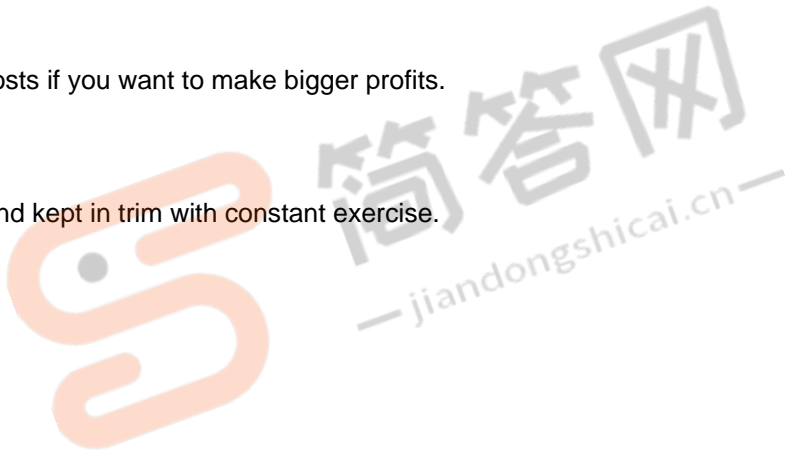 osts if you want to make bigger profits.
nd kept in trim with constant exercise.
简答网
jiandongshicai.cn